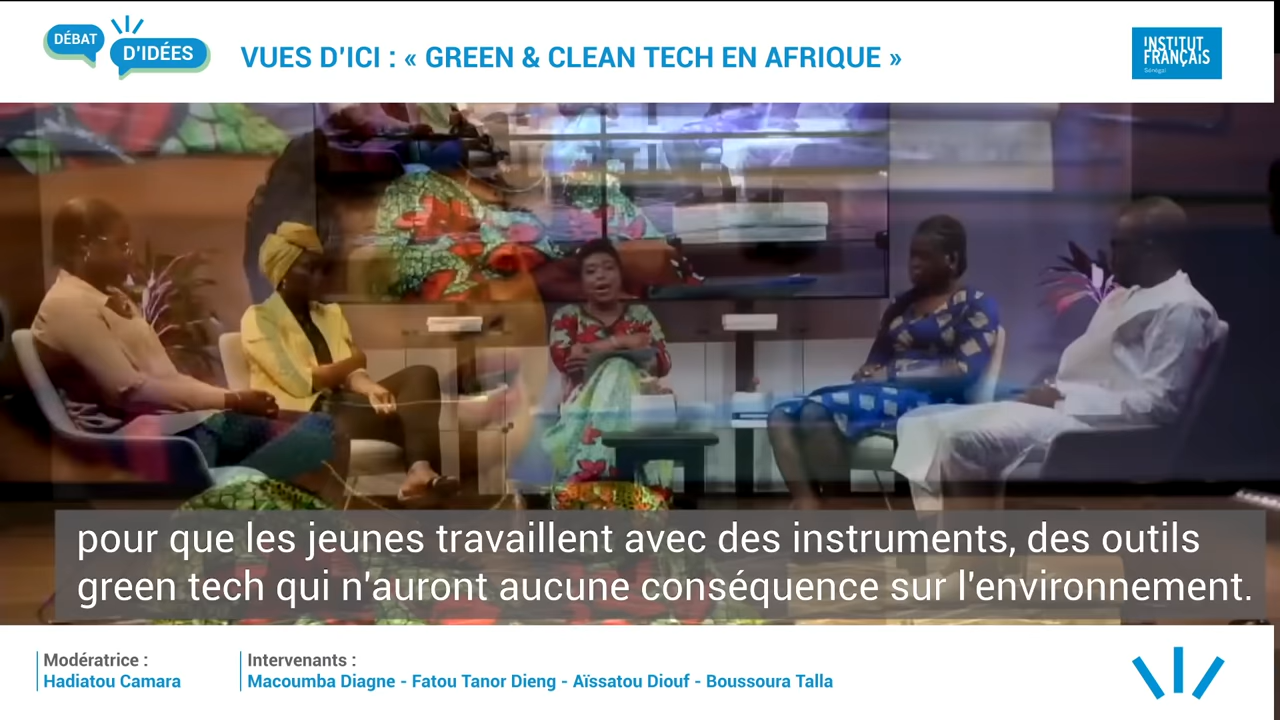 DÉBAT
D'IDÉES
VUES D'ICI : « GREEN & CLEAN TECH EN AFRIQUE »
INSTITUT
FRANÇAIS
Sénégal
pour que les jeunes travaillent avec des instruments, des outils
green tech qui n'auront aucune conséquence sur l'environnement.
Modératrice :
Hadiatou Camara
Intervenants :
Macoumba Diagne - Fatou Tanor Dieng - Aïssatou Diouf - Boussoura Talla